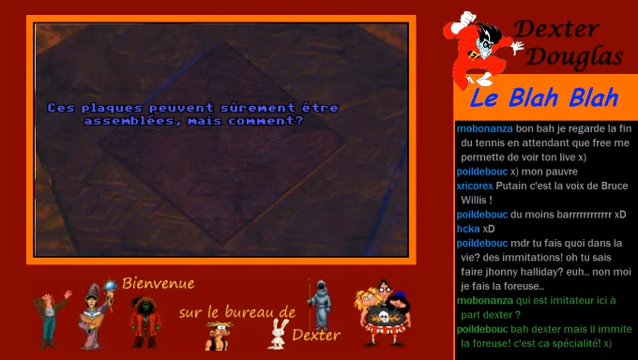 Ces plaques peuvent sûrement être
assemblées, mais comment?
Dexter
Douglas
Le Blah Blah
mobonanza bon bah je regarde la fin
du tennis en attendant que free me
permette de voir ton live x)
poildebouc x) mon pauvre
xricorex Putain c'est la voix de Bruce
Willis !
poildebouc du moins barrrrrrrrrrrr xD
hcka xD
poildebouc mdr tu fais quoi dans la
vie? des immitations! oh tu sais
faire jhonny halliday? euh.. non moi
je fais la foreuse..
mobonanza qui est imitateur ici à
part dexter ?
poildebouc bah dexter mais il immite
la foreuse! c'est ca spécialité! x)
Bienvenue
sur le bureau de
Dexter